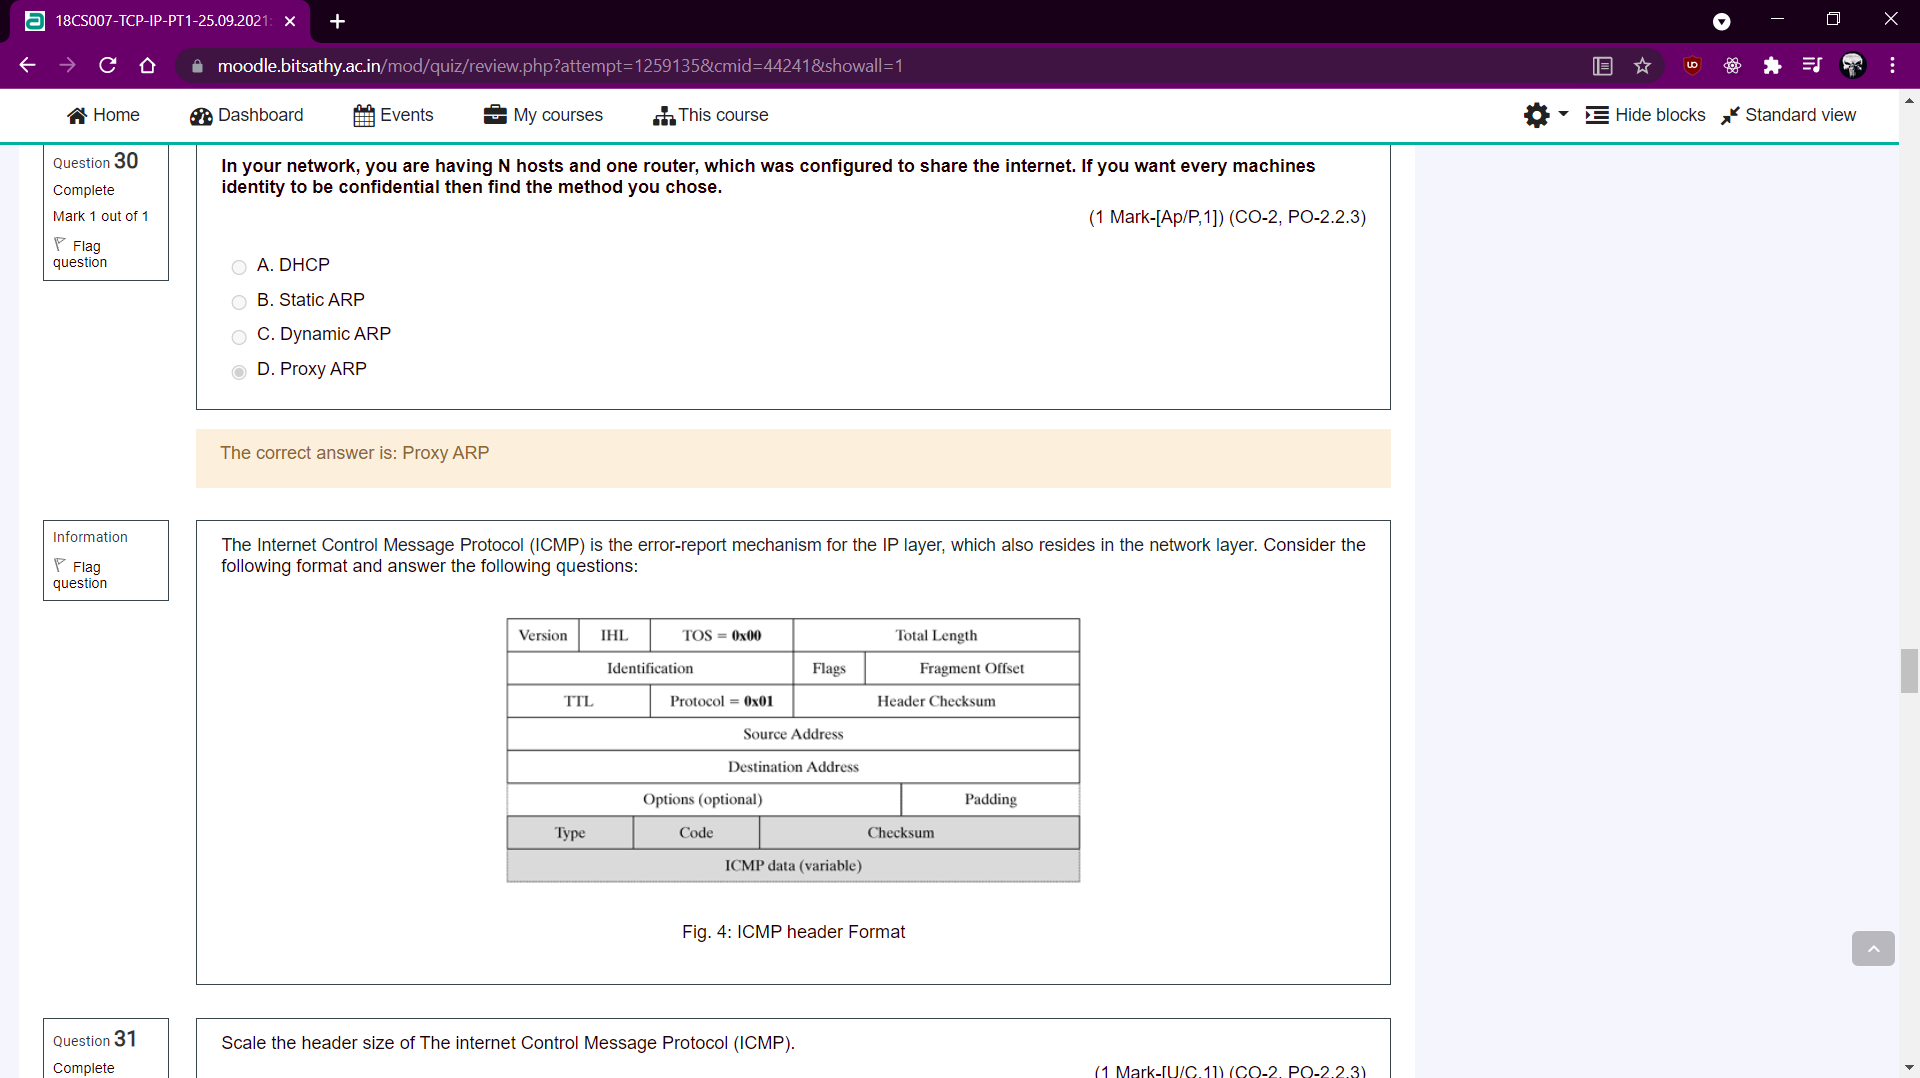 18CS007-TCP-IP-PT1-25.09.2021
moodle.bitsathy.ac.in/mod/quiz/review.php?attempt=1259135&cmid=44241&showall=1
Home Dashboard Events My courses This course Hide blocks Standard view
Question 30
Complete
Mark 1 out of 1
Flag
question
In your network, you are having N hosts and one router, which was configured to share the internet. If you want every machines
identity to be confidential then find the method you chose.
(1 Mark-[Ap/P,1]) (CO-2, PO-2.2.3)
A. DHCP
B. Static ARP
C. Dynamic ARP
D. Proxy ARP
The correct answer is: Proxy ARP
Information
Flag
question
The Internet Control Message Protocol (ICMP) is the error-report mechanism for the IP layer, which also resides in the network layer. Consider the
following format and answer the following questions:
Version IHL TOS = 0x00 Total Length
Identification Flags Fragment Offset
TTL Protocol = 0x01 Header Checksum
Source Address
Destination Address
Options (optional) Padding
Type Code Checksum
ICMP data (variable)
Fig. 4: ICMP header Format
Question 31
Complete
Scale the header size of The internet Control Message Protocol (ICMP).
(1 Mark-[U/C,1]) (CO-2, PO-2.2.3)